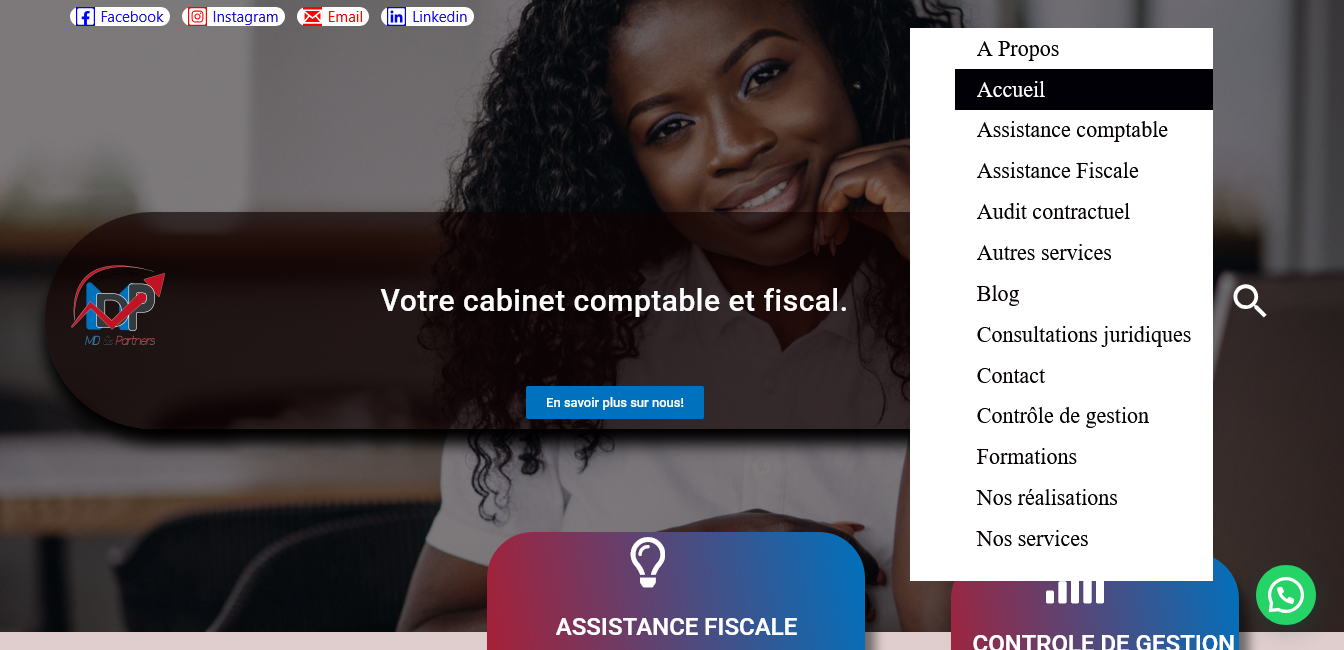 Facebook Instagram Email Linkedin
A Propos
Accueil
Assistance comptable
Assistance Fiscale
Audit contractuel
Autres services
Blog
Consultations juridiques
Contact
Contrôle de gestion
Formations
Nos réalisations
Nos services
MDP
MD & Partners
Votre cabinet comptable et fiscal.
En savoir plus sur nous!
ASSISTANCE FISCALE
CONTROLE DE GESTION